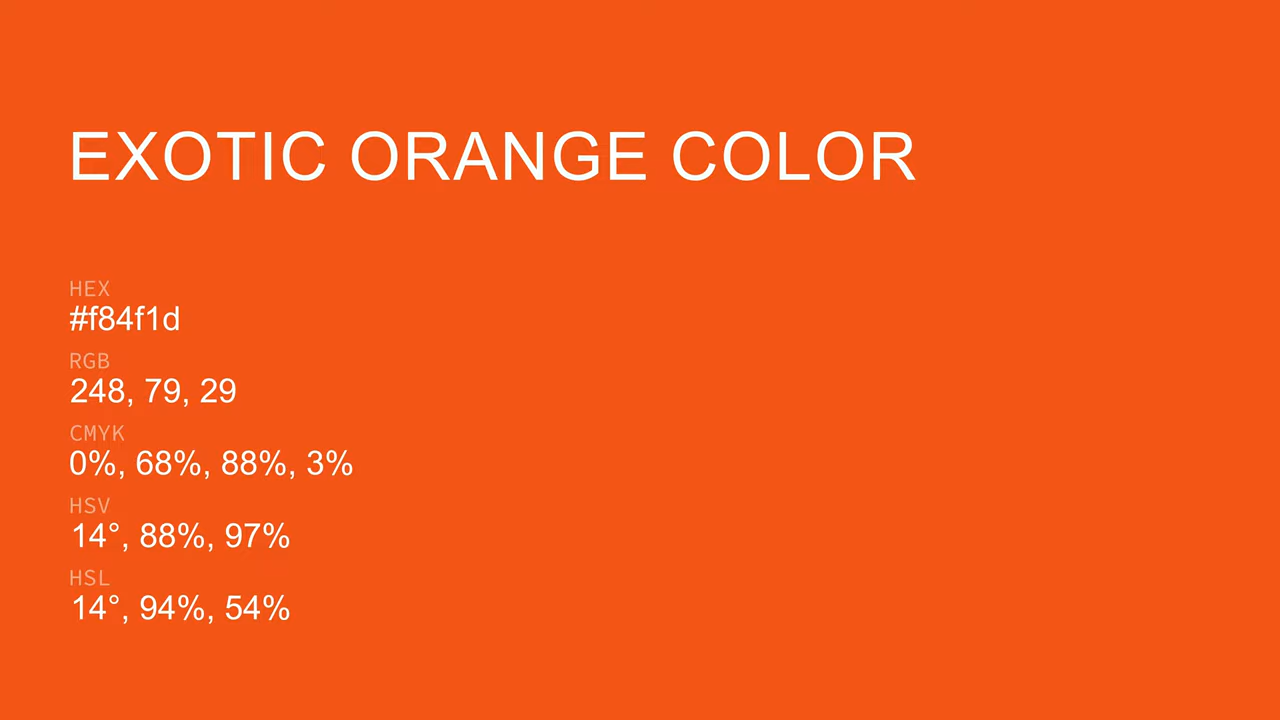 EXOTIC ORANGE COLOR
HEX
#f84f1d
RGB
248, 79, 29
CMYK
0%, 68%, 88%, 3%
HSV
14°, 88%, 97%
HSL
14°, 94%, 54%